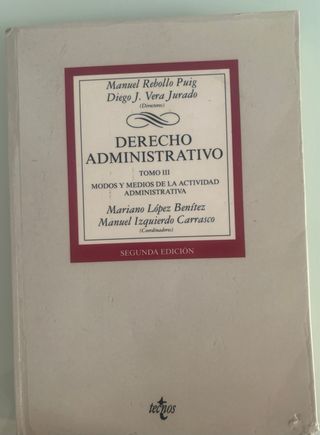 Manuel Rebollo Puig
Diego J. Vera Jurado
(Directores)
DERECHO
ADMINISTRATIVO
TOMO III
MODOS Y MEDIOS DE LA ACTIVIDAD
ADMINISTRATIVA
Mariano López Benítez
Manuel Izquierdo Carrasco
(Coordinadores)
SEGUNDA EDICIÓN
tecnos